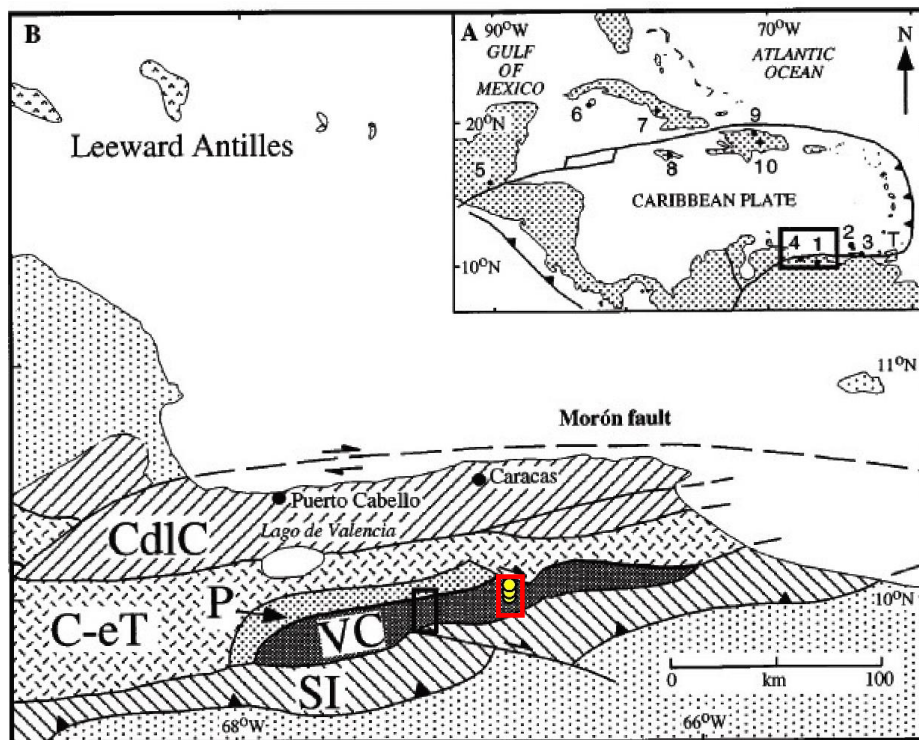 B
Leeward Antilles
A
90°W
70°W
GULF
OF
MEXICO
ATLANTIC
OCEAN
N
6
7
9
20°N
8
10
5
CARIBBEAN PLATE
4
1
2
3
T
10°N
11°N
Morón fault
Caracas
Puerto Cabello
Lago de Valencia
CdlC
P
C-eT
VC
10°N
SI
0
km
100
68°W
66°W